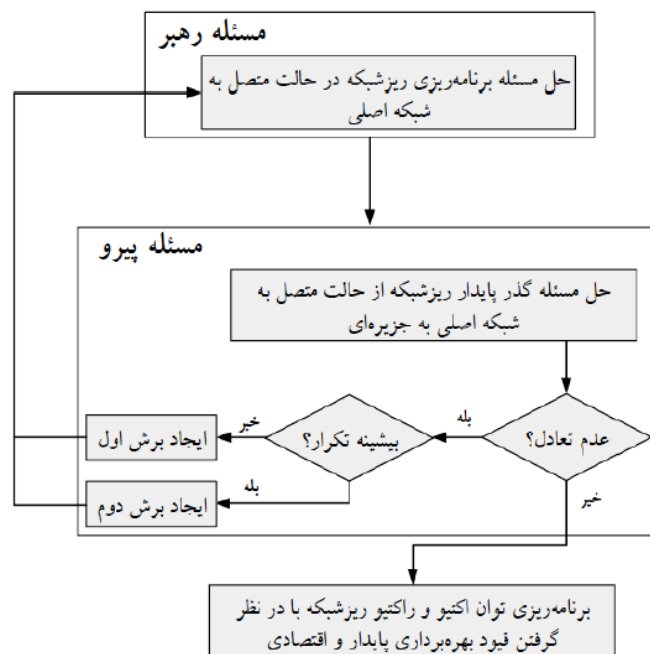 مسئله رهبر
حل مسئله برنامه‌ریزی ریزشبکه در حالت متصل به
شبکه اصلی
مسئله پیرو
حل مسئله گذر پایدار ریزشبکه از حالت متصل به
شبکه اصلی به جزیره‌ای
عدم تعادل؟
بله
بیشینه تکرار؟
خیر
ایجاد برش اول
بله
ایجاد برش دوم
خیر
برنامه‌ریزی توان اکتیو و راکتیو ریزشبکه با در نظر
گرفتن قیود بهره‌برداری پایدار و اقتصادی